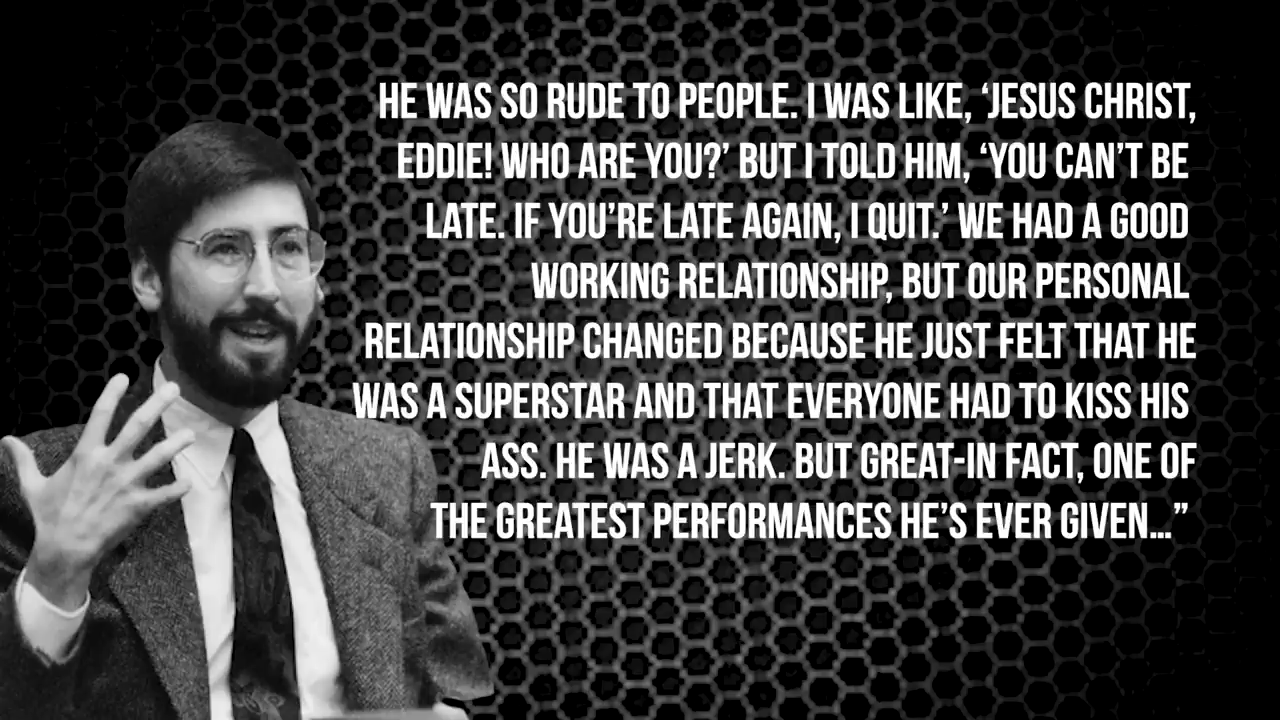 HE WAS SO RUDE TO PEOPLE. I WAS LIKE, ‘JESUS CHRIST,
EDDIE! WHO ARE YOU?’ BUT I TOLD HIM, ‘YOU CAN’T BE
LATE. IF YOU’RE LATE AGAIN, I QUIT.’ WE HAD A GOOD
WORKING RELATIONSHIP, BUT OUR PERSONAL
RELATIONSHIP CHANGED BECAUSE HE JUST FELT THAT HE
WAS A SUPERSTAR AND THAT EVERYONE HAD TO KISS HIS
ASS. HE WAS A JERK. BUT GREAT-IN FACT, ONE OF
THE GREATEST PERFORMANCES HE’S EVER GIVEN...”